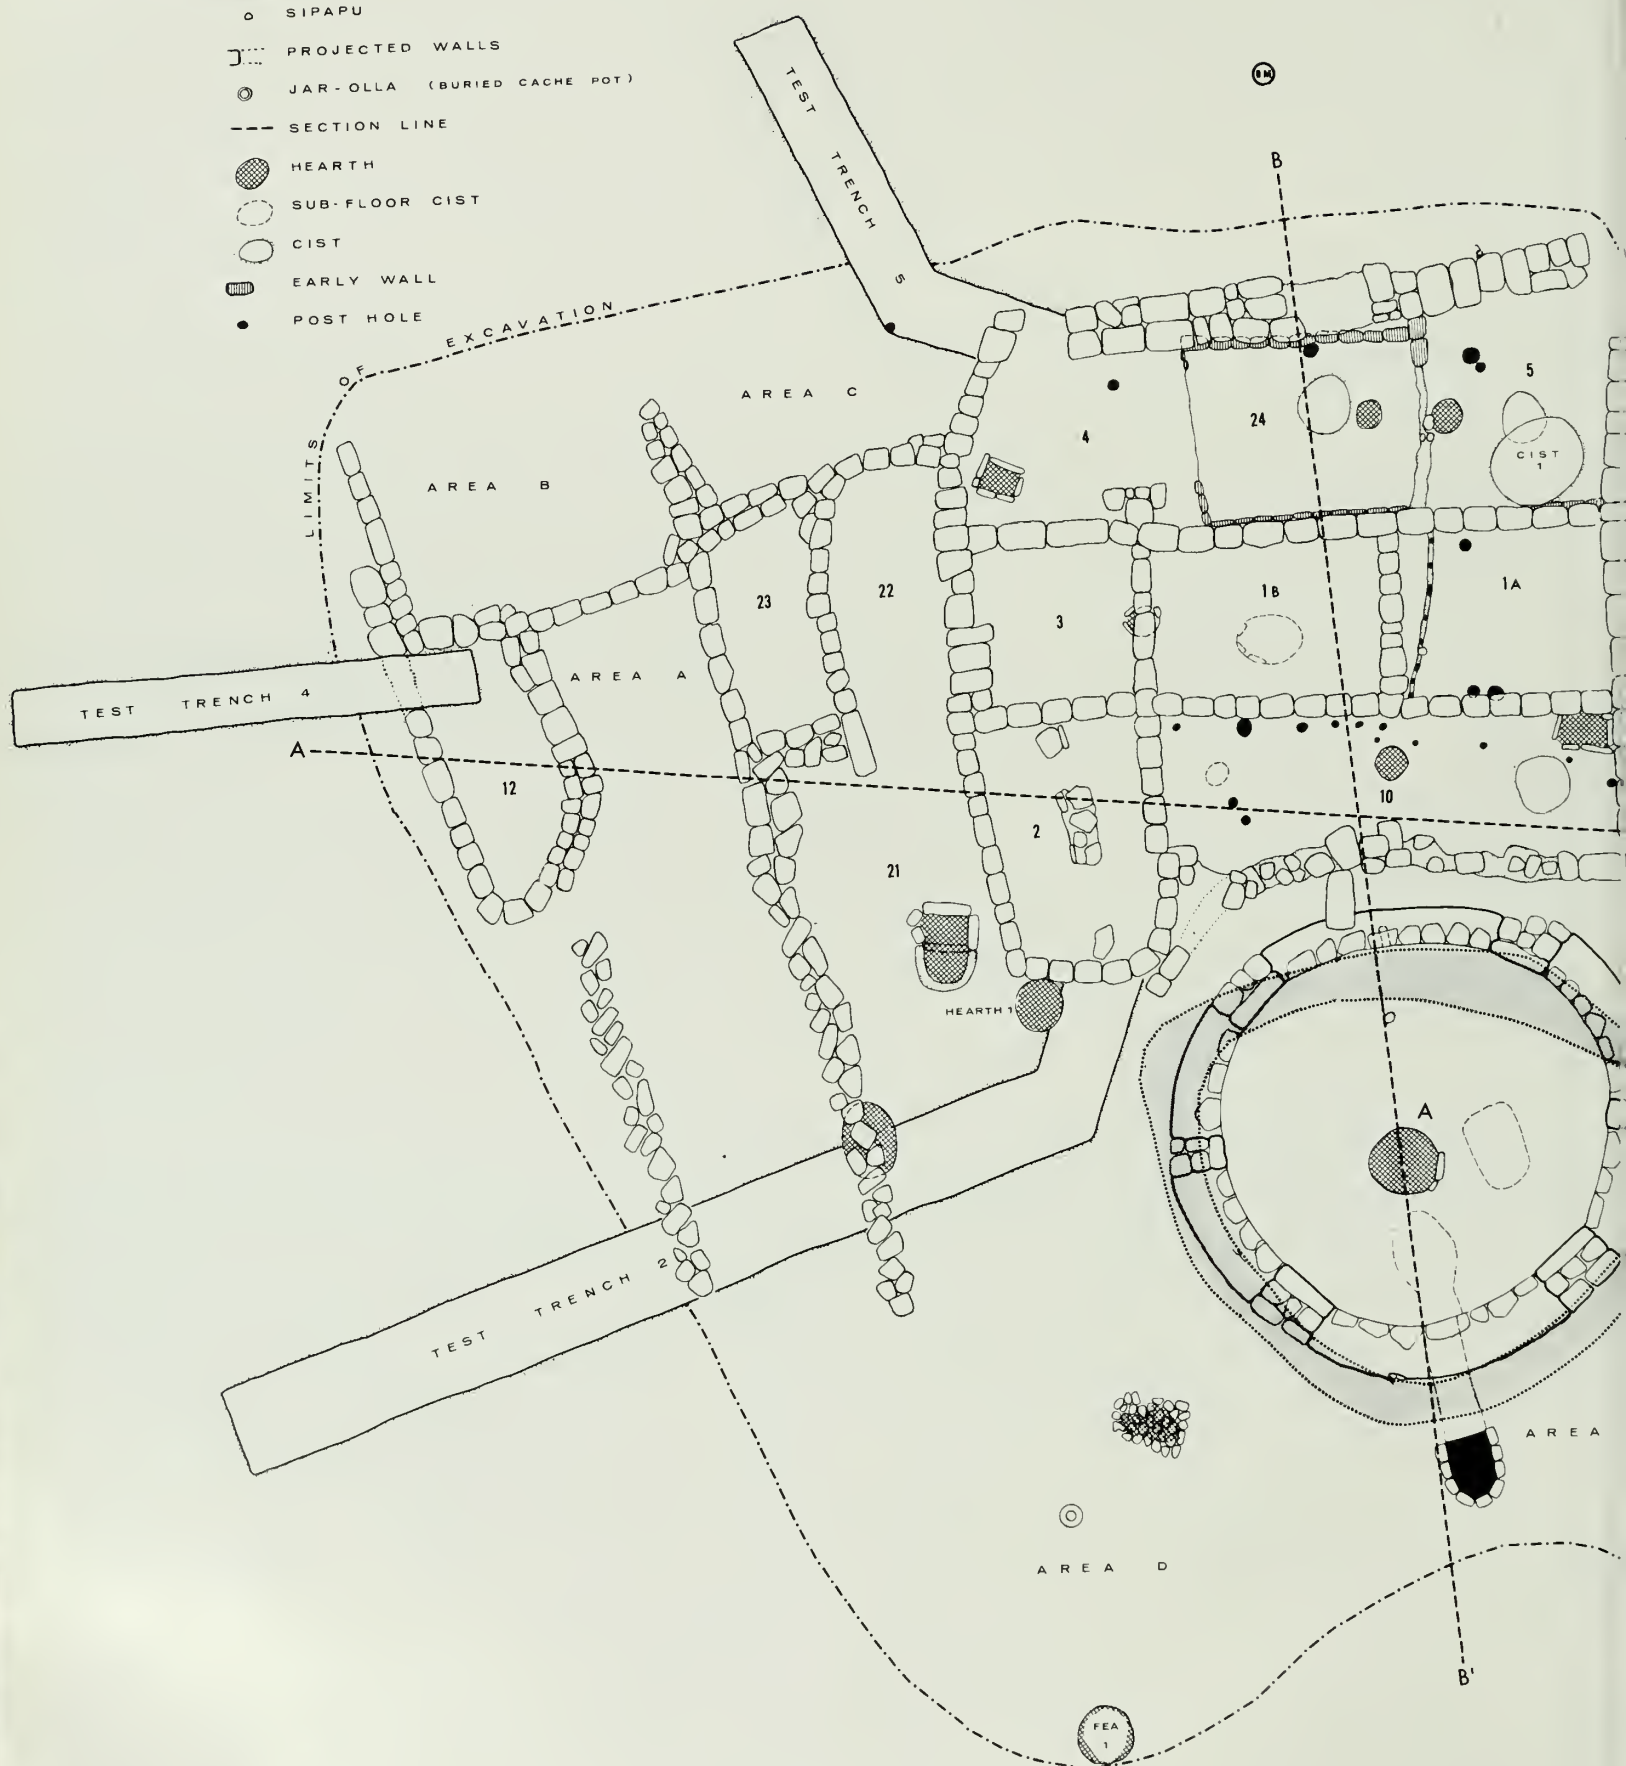 SIPAPU
PROJECTED WALLS
JAR-OLLA (BURIED CACHE POT)
SECTION LINE
HEARTH
SUB-FLOOR CIST
CIST
EARLY WALL
POST HOLE
BM
B
TEST TRENCH 5
LIMITS OF EXCAVATION
AREA C
AREA B
5
24
4
CIST
1
23
22
1B
1A
3
AREA A
TEST TRENCH 4
A
12
10
2
21
HEARTH 1
A
TEST TRENCH 2
AREA
AREA D
B'
FEA
1